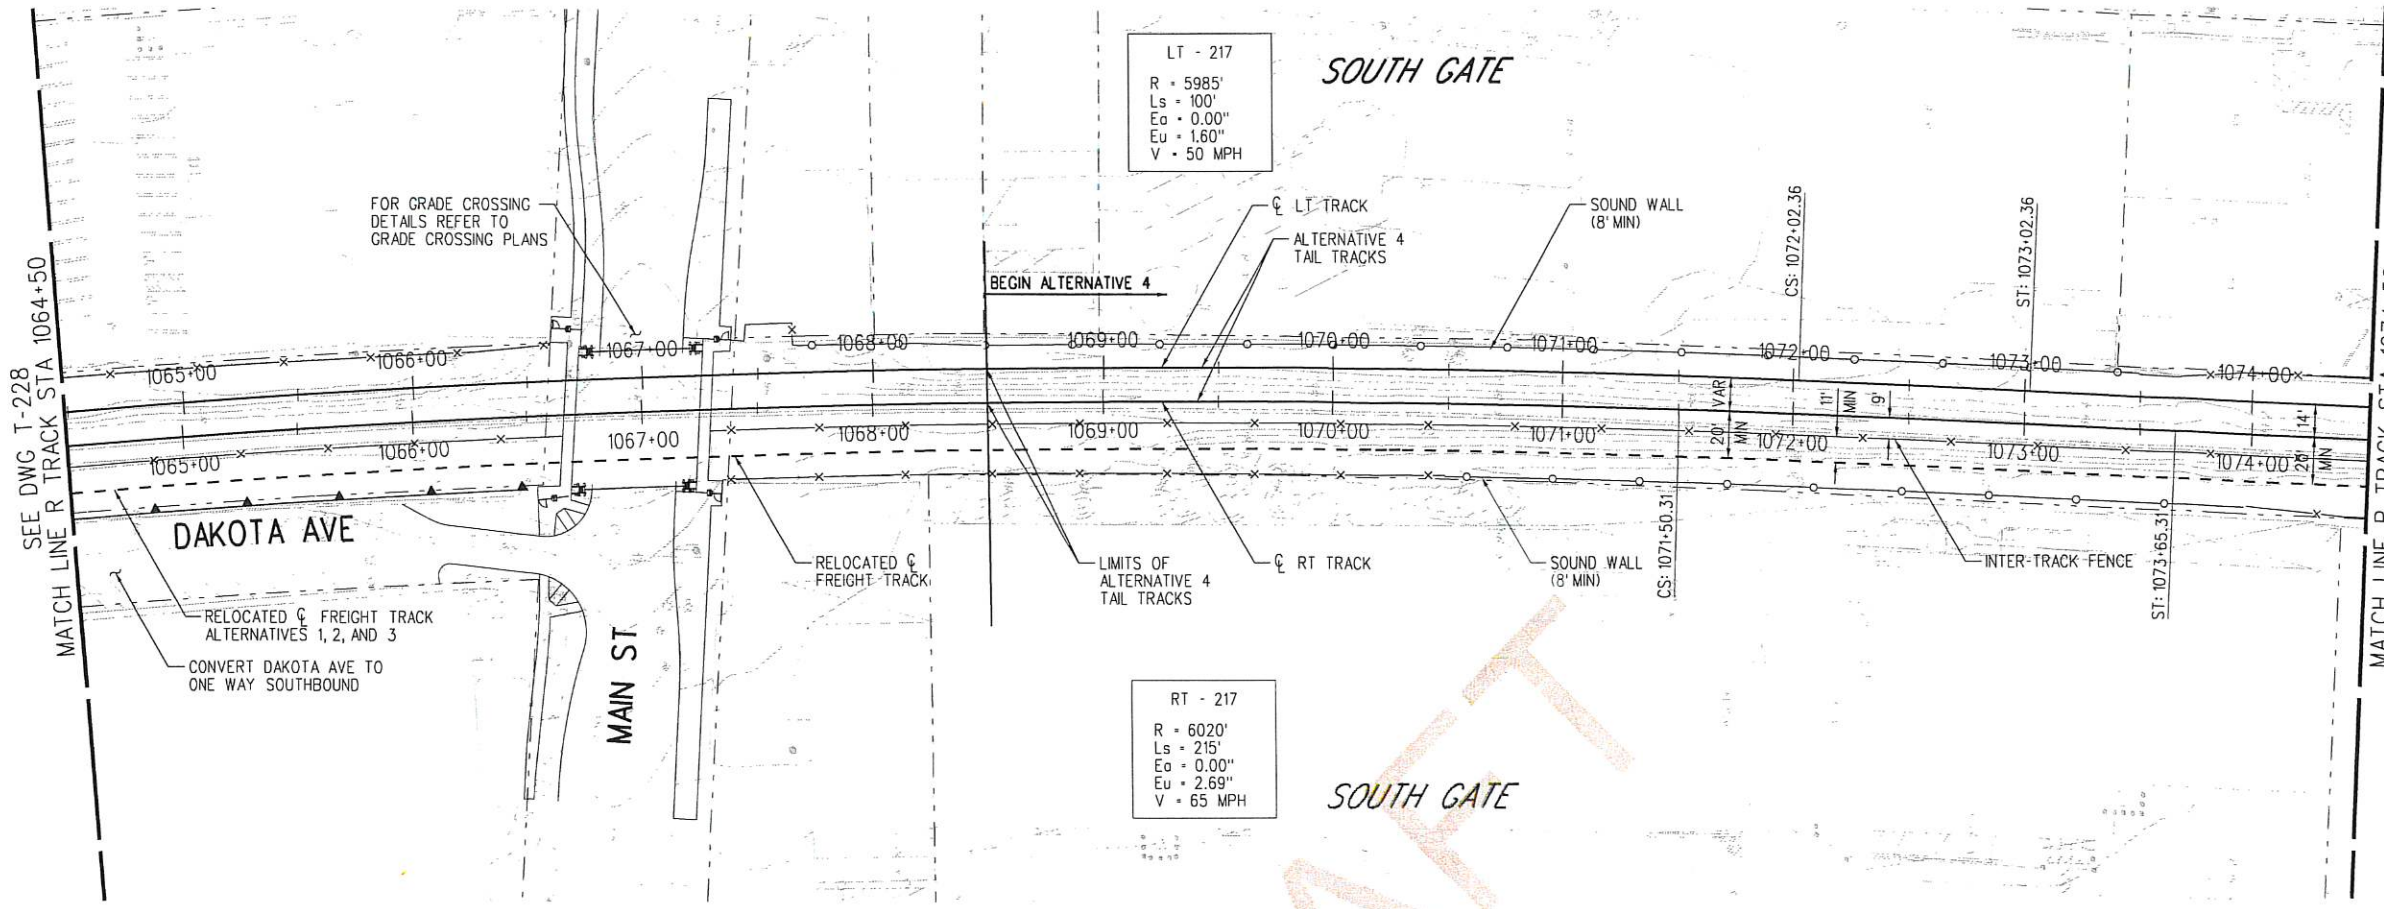 LT - 217
R = 5985'
Ls = 100'
Ea = 0.00"
Eu = 1.60"
V = 50 MPH
SOUTH GATE
FOR GRADE CROSSING
DETAILS REFER TO
GRADE CROSSING PLANS
℄ LT TRACK
ALTERNATIVE 4
TAIL TRACKS
SOUND WALL
(8' MIN)
BEGIN ALTERNATIVE 4
CS: 1072+02.36
ST: 1073+02.36
SEE DWG T-228
MATCH LINE R TRACK STA 1064+50
1065+00
1066+00
1067+00
1068+00
1069+00
1070+00
1071+00
1072+00
1073+00
1074+00
VAR
20'
MIN
11'
MIN
9'
14'
20'
MIN
1065+00
1066+00
1067+00
1068+00
1069+00
1070+00
1071+00
1072+00
1073+00
1074+00
DAKOTA AVE
MAIN ST
RELOCATED ℄
FREIGHT TRACK
LIMITS OF
ALTERNATIVE 4
TAIL TRACKS
℄ RT TRACK
SOUND WALL
(8' MIN)
CS: 1071+50.31
INTER-TRACK FENCE
ST: 1073+65.31
RELOCATED ℄ FREIGHT TRACK
ALTERNATIVES 1, 2, AND 3
CONVERT DAKOTA AVE TO
ONE WAY SOUTHBOUND
RT - 217
R = 6020'
Ls = 215'
Ea = 0.00"
Eu = 2.69"
V = 65 MPH
SOUTH GATE
MATCH LINE R TRACK STA